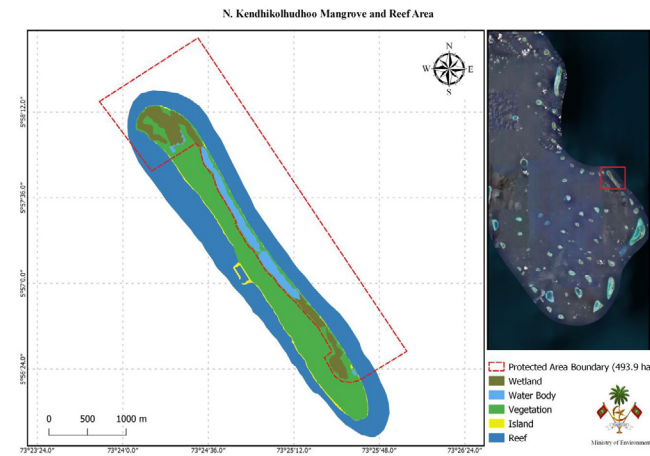 N. Kendhikolhudhoo Mangrove and Reef Area
N
W E
S
5°58'12.0"
5°57'35.0"
5°57'0.0"
5°56'24.0"
0 500 1000 m
73°23'24.0" 73°24'0.0" 73°24'36.0" 73°25'12.0" 73°25'48.0" 73°26'24.0"
Protected Area Boundary (493.9 ha
Wetland
Water Body
Vegetation
Island
Reef
Ministry of Environment